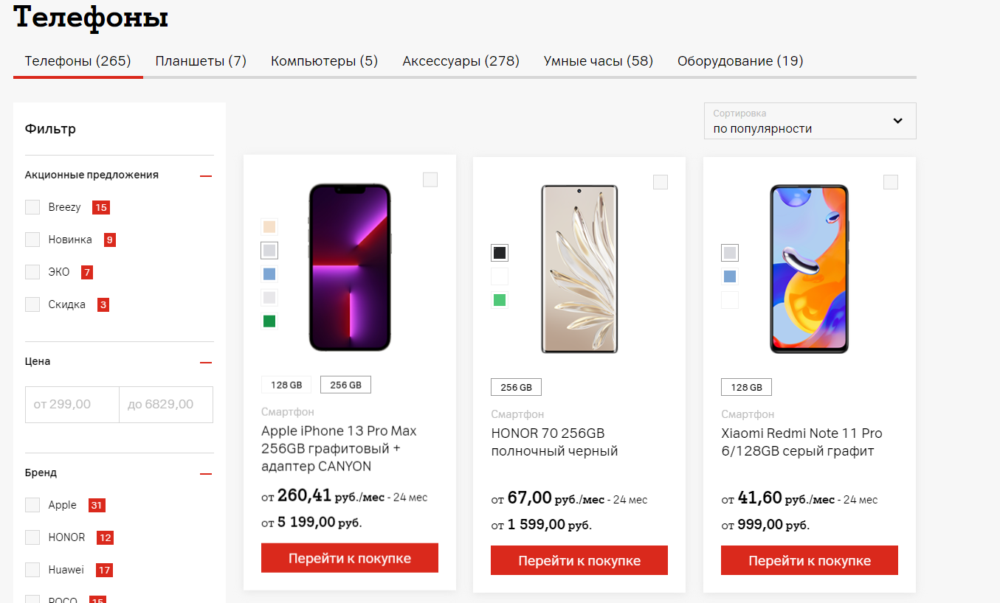 Телефоны
Телефоны (265) Планшеты (7) Компьютеры (5) Аксессуары (278) Умные часы (58) Оборудование (19)
Фильтр
Акционные предложения
Breezy 15
Новинка 9
ЭКО 7
Скидка 3
Цена
от 299,00 до 6829,00
Бренд
Apple 31
HONOR 12
Huawei 17
POCO 15
Сортировка
по популярности
128 GB 256 GB
Смартфон
Apple iPhone 13 Pro Max
256GB графитовый +
адаптер CANYON
от 260,41 руб./мес - 24 мес
от 5 199,00 руб.
Перейти к покупке
256 GB
Смартфон
HONOR 70 256GB
полночный черный
от 67,00 руб./мес - 24 мес
от 1 599,00 руб.
Перейти к покупке
128 GB
Смартфон
Xiaomi Redmi Note 11 Pro
6/128GB серый графит
от 41,60 руб./мес - 24 мес
от 999,00 руб.
Перейти к покупке